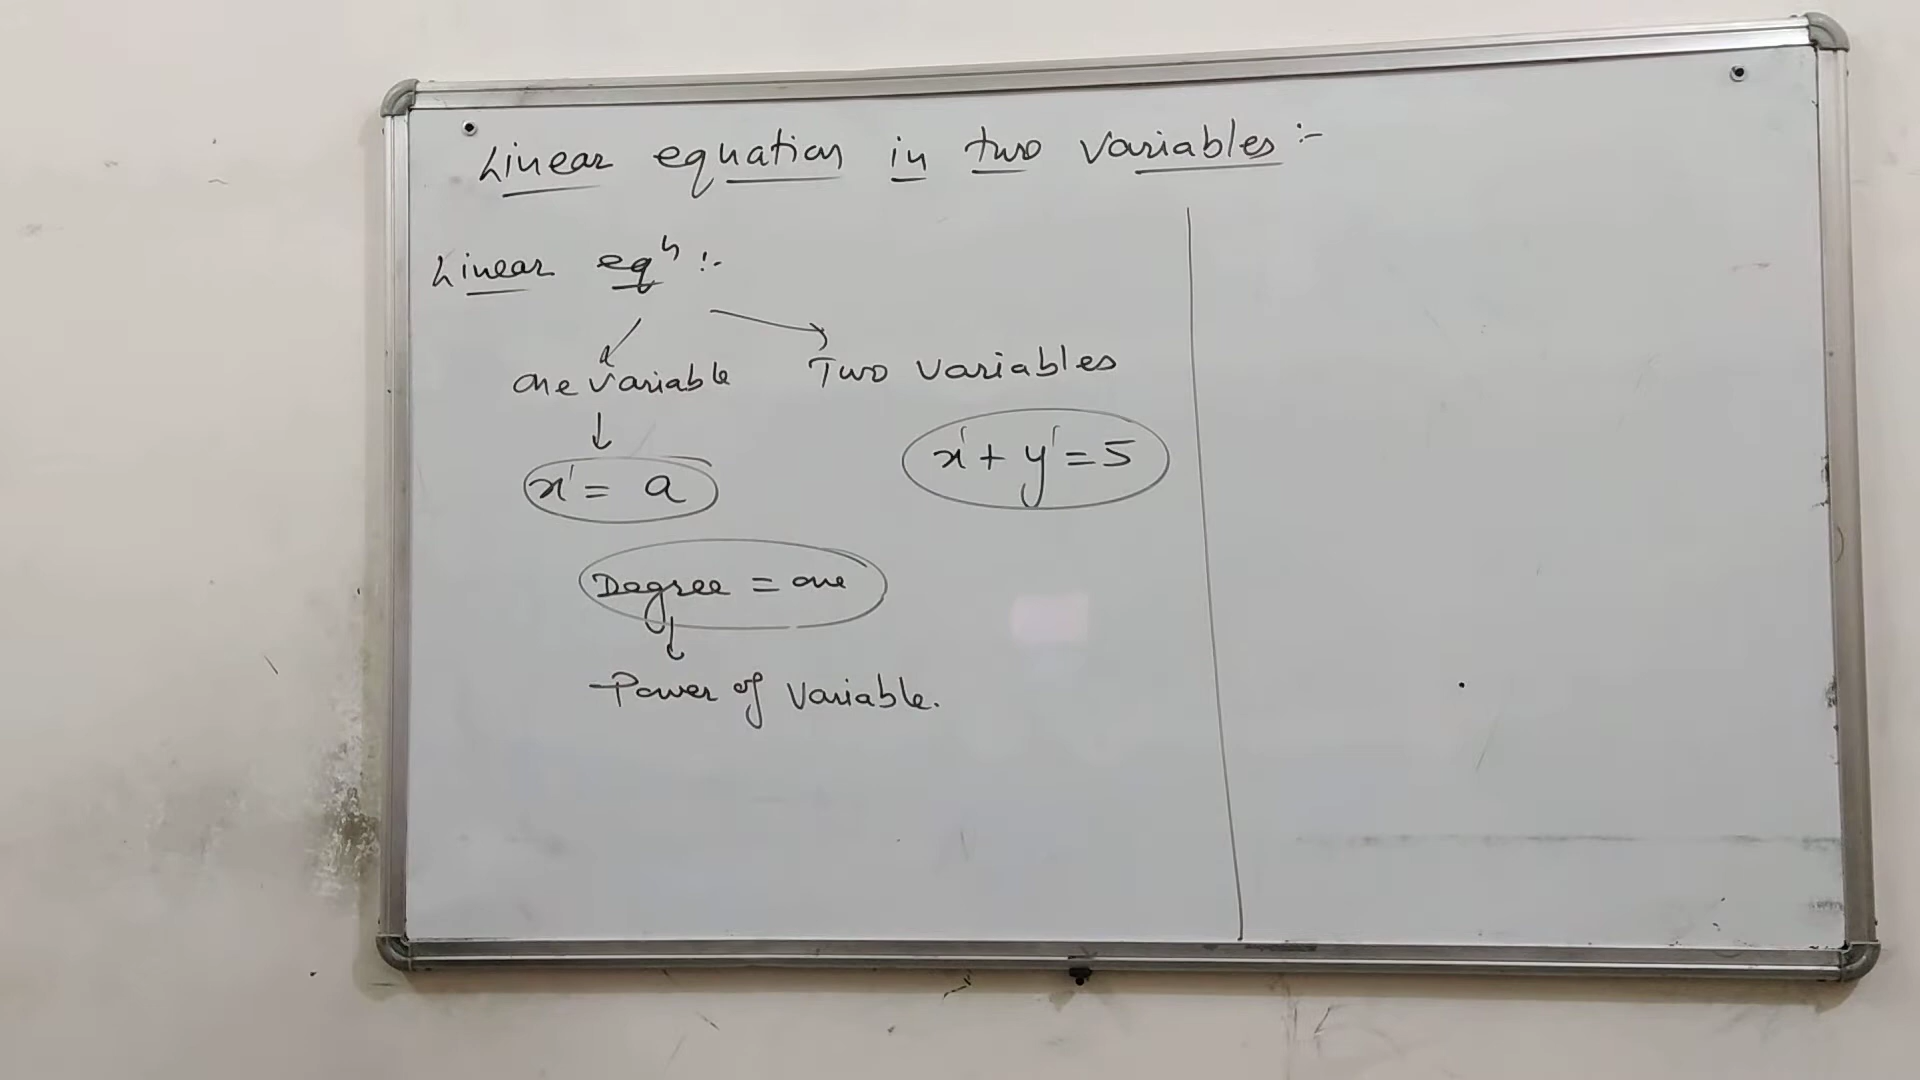 Linear equation in two variables :-
Linear eqⁿ :-
one variable Two variables
x¹ = a x¹ + y¹ = 5
Degree = one
Power of variable.